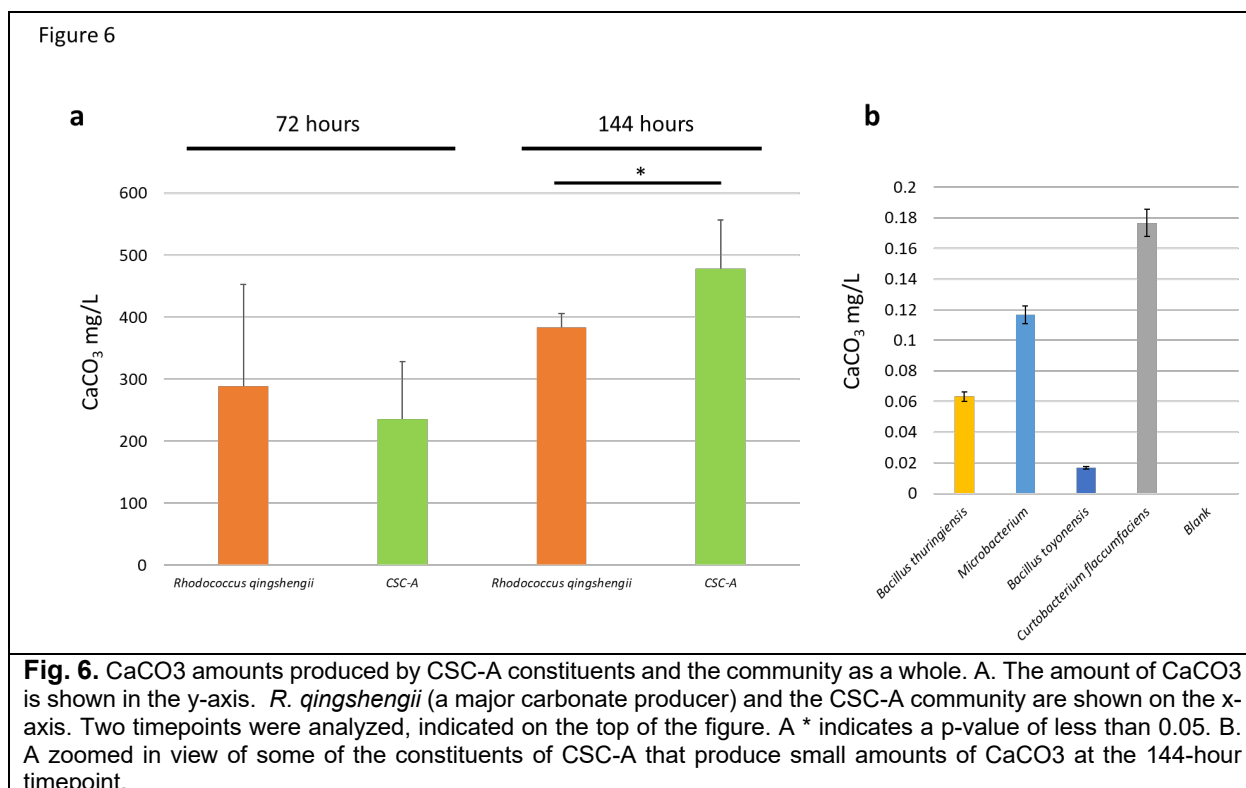 Figure 6
a
72 hours
144 hours
*
600
500
400
300
200
100
0
CaCO₃ mg/L
Rhodococcus qingshengii
CSC-A
Rhodococcus qingshengii
CSC-A
b
0.2
0.18
0.16
0.14
0.12
0.1
0.08
0.06
0.04
0.02
0
CaCO₃ mg/L
Bacillus thuringiensis
Microbacterium
Bacillus toyonensis
Curtobacterium flaccumfaciens
Blank
Fig. 6. CaCO3 amounts produced by CSC-A constituents and the community as a whole. A. The amount of CaCO3
is shown in the y-axis. R. qingshengii (a major carbonate producer) and the CSC-A community are shown on the x-
axis. Two timepoints were analyzed, indicated on the top of the figure. A * indicates a p-value of less than 0.05. B.
A zoomed in view of some of the constituents of CSC-A that produce small amounts of CaCO3 at the 144-hour
timepoint.